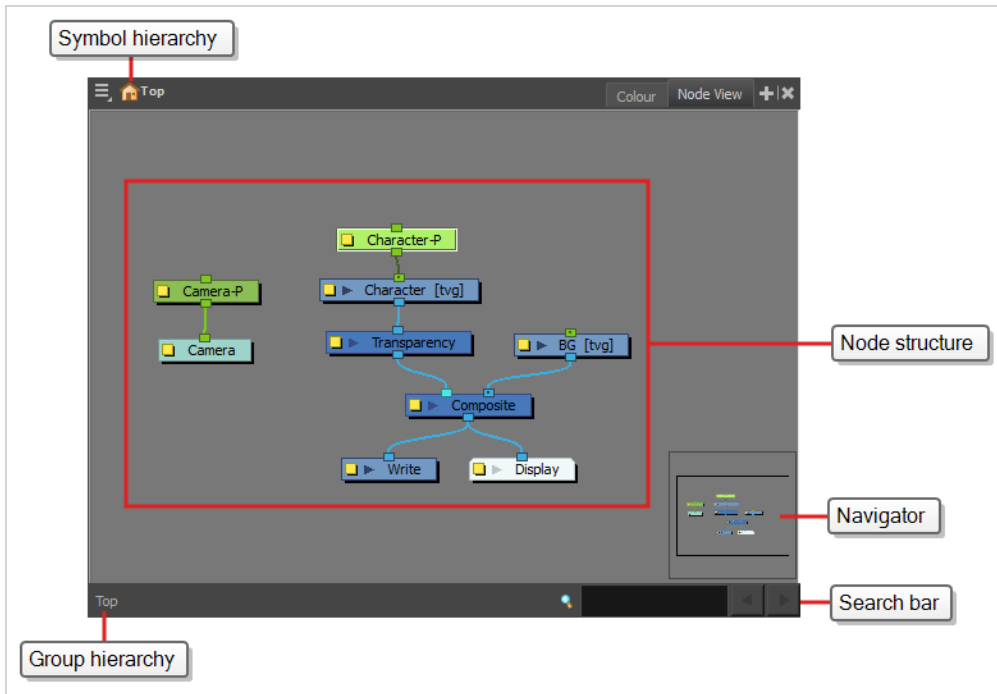 Symbol hierarchy
Top
Colour
Node View
Character-P
Camera-P
Character [tvg]
Camera
Transparency
BG [tvg]
Node structure
Composite
Write
Display
Navigator
Top
Search bar
Group hierarchy